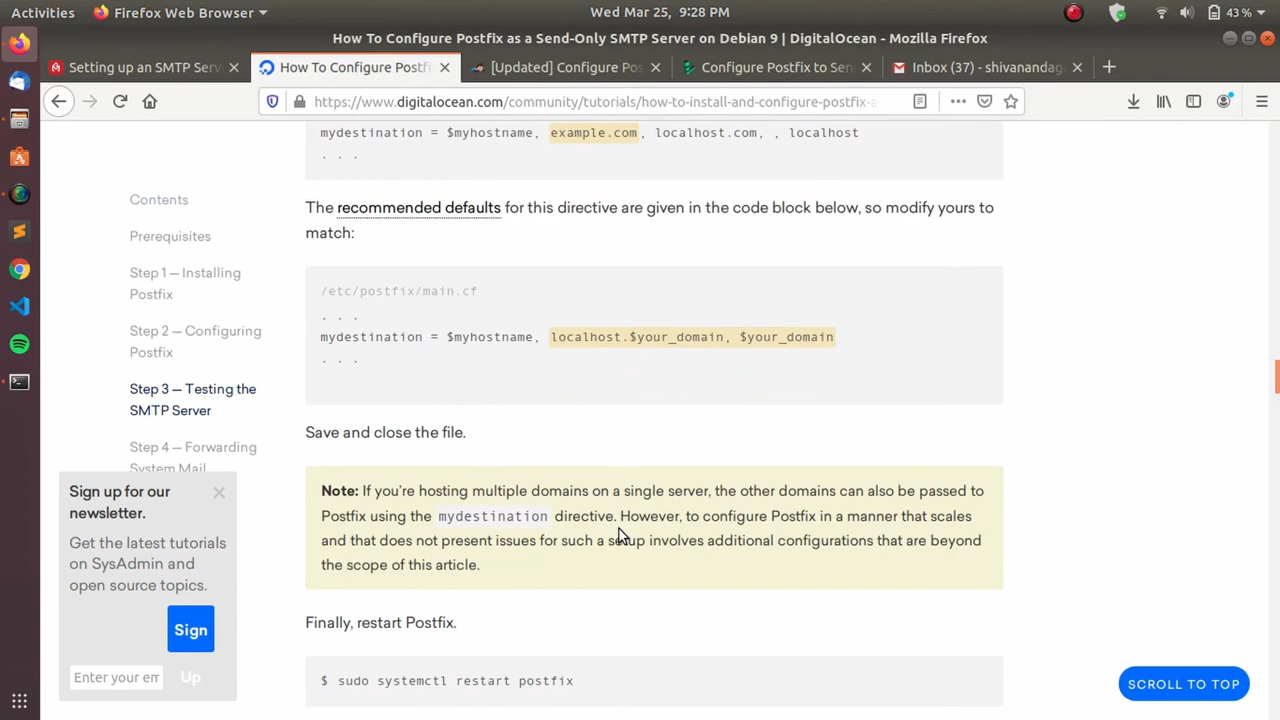 Activities Firefox Web Browser Wed Mar 25, 9:28 PM 43 %
How To Configure Postfix as a Send-Only SMTP Server on Debian 9 | DigitalOcean - Mozilla Firefox
Setting up an SMTP Serv How To Configure Postfi [Updated] Configure Pos Configure Postfix to Sen Inbox (37) - shivanandag
https://www.digitalocean.com/community/tutorials/how-to-install-and-configure-postfix-a
mydestination = $myhostname, example.com, localhost.com, , localhost
. . .
The recommended defaults for this directive are given in the code block below, so modify yours to
match:
/etc/postfix/main.cf
. . .
mydestination = $myhostname, localhost.$your_domain, $your_domain
. . .
Save and close the file.
Note: If you’re hosting multiple domains on a single server, the other domains can also be passed to
Postfix using the mydestination directive. However, to configure Postfix in a manner that scales
and that does not present issues for such a setup involves additional configurations that are beyond
the scope of this article.
Finally, restart Postfix.
$ sudo systemctl restart postfix
Contents
Prerequisites
Step 1 — Installing
Postfix
Step 2 — Configuring
Postfix
Step 3 — Testing the
SMTP Server
Step 4 — Forwarding
System Mail
Sign up for our
newsletter.
Get the latest tutorials
on SysAdmin and
open source topics.
Sign
Enter your em Up
SCROLL TO TOP